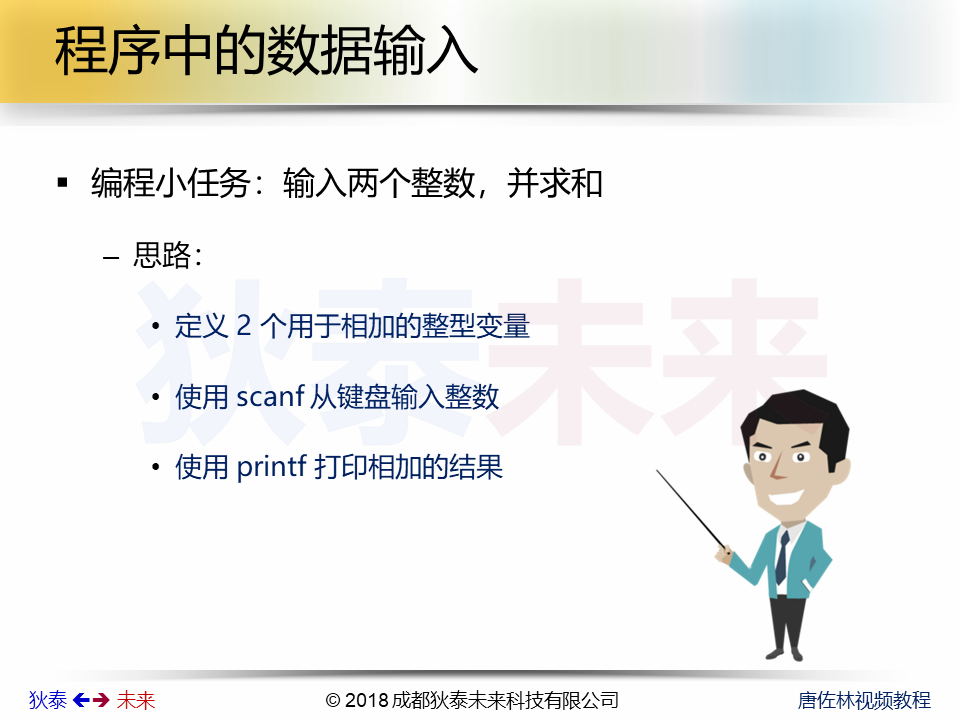 程序中的数据输入
▪ 编程小任务：输入两个整数，并求和
– 思路：
• 定义 2 个用于相加的整型变量
• 使用 scanf 从键盘输入整数
• 使用 printf 打印相加的结果
狄泰未来
狄泰 未来
© 2018 成都狄泰未来科技有限公司
唐佐林视频教程